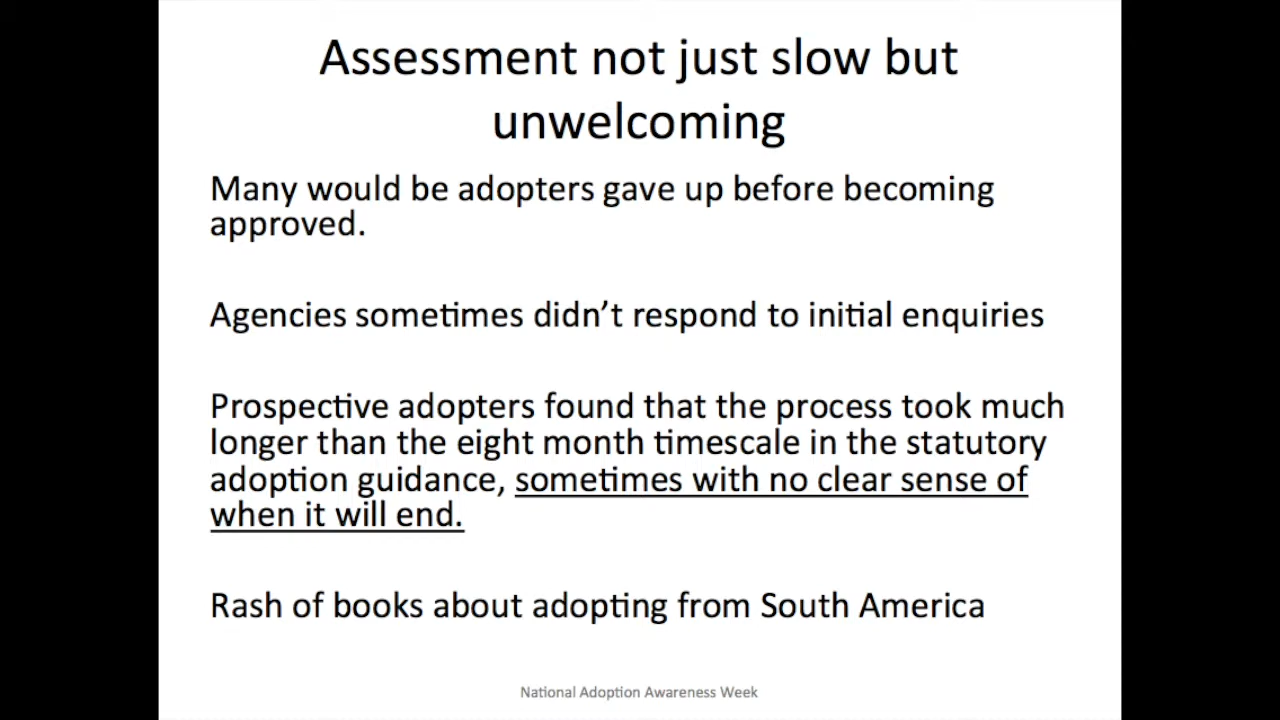 Assessment not just slow but
unwelcoming
Many would be adopters gave up before becoming
approved.
Agencies sometimes didn’t respond to initial enquiries
Prospective adopters found that the process took much
longer than the eight month timescale in the statutory
adoption guidance, sometimes with no clear sense of
when it will end.
Rash of books about adopting from South America
National Adoption Awareness Week